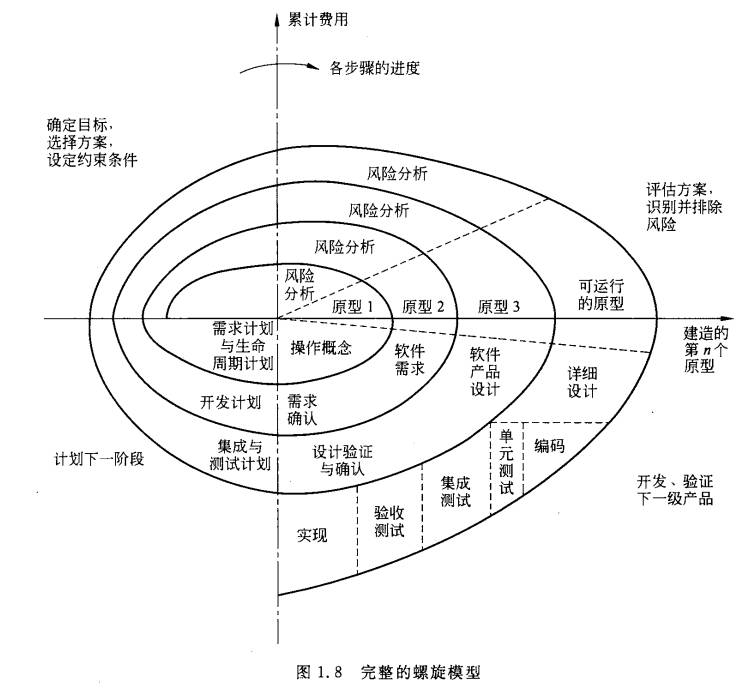 累计费用
各步骤的进度
确定目标，
选择方案，
设定约束条件
风险分析
评估方案，
识别并排除
风险
风险分析
风险分析
风险
分析
可运行
的原型
原型 1
原型 2
原型 3
建造的
第 n 个
原型
需求计划
与生命
周期计划
操作概念
软件
需求
软件
产品
设计
详细
设计
开发计划
需求
确认
计划下一阶段
集成与
测试计划
设计验证
与确认
单
元
测
试
编码
集成
测试
开发、验证
下一级产品
验收
测试
实现
图 1.8 完整的螺旋模型